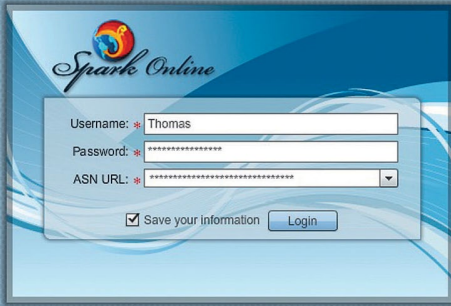 Spark Online
Username: * Thomas
Password: * ****************
ASN URL: * *******************************
Save your information Login